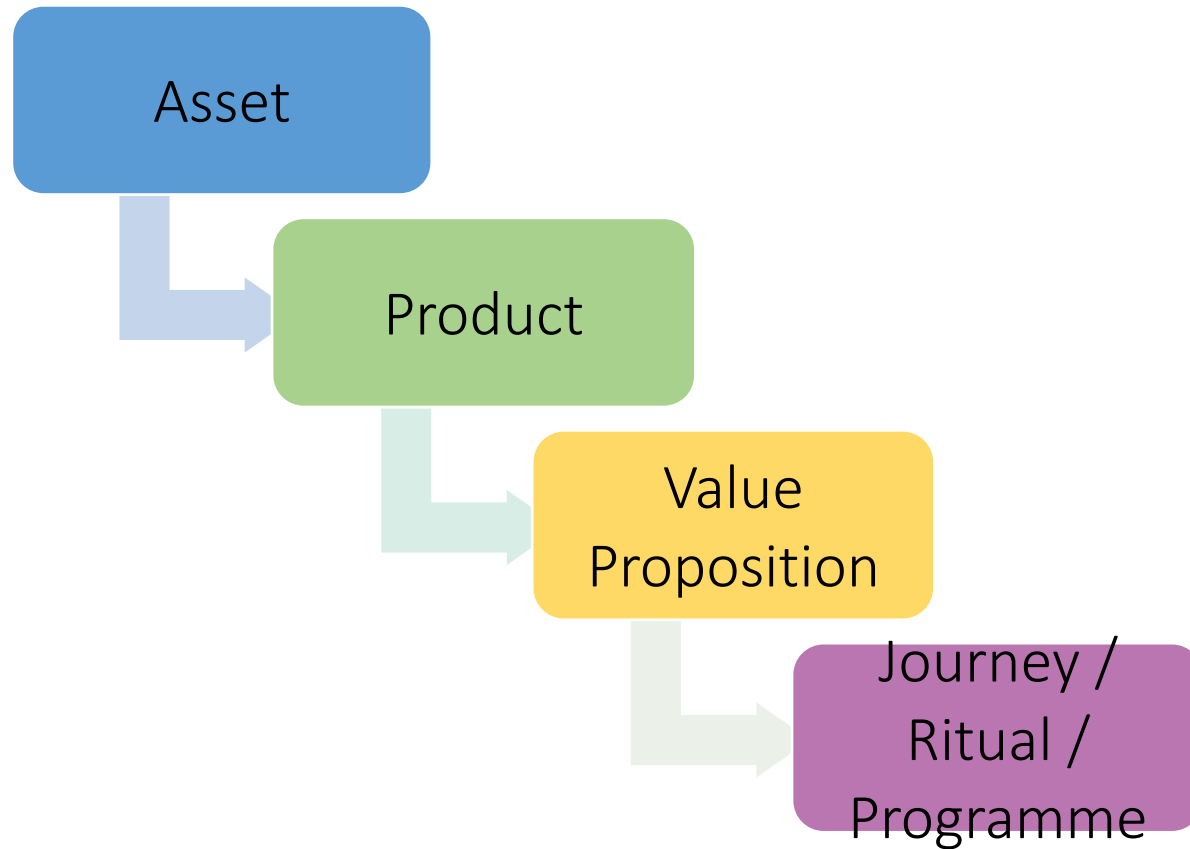 Asset
Product
Value
Proposition
Journey /
Ritual /
Programme